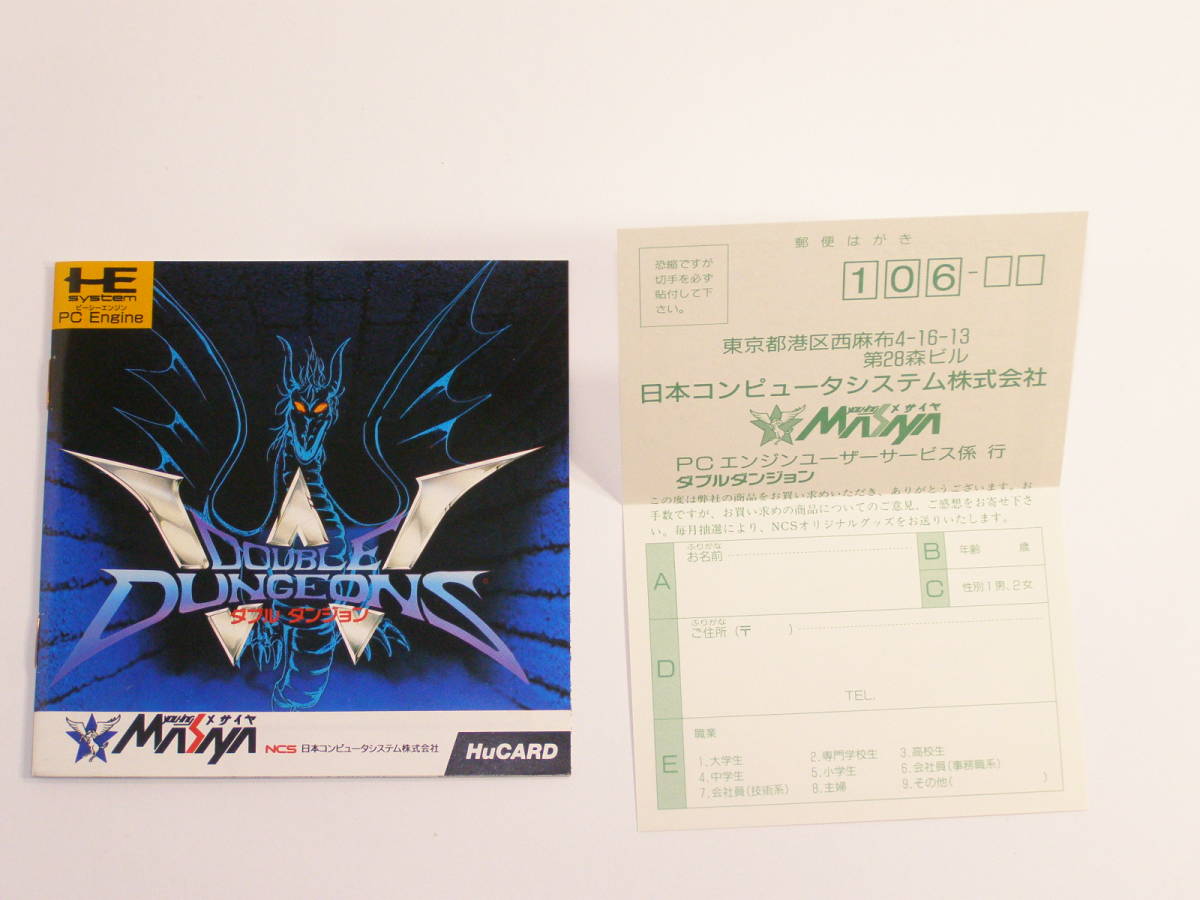 HE
system
ピーシーエンジン
PC Engine
DOUBLE
DUNGEONS
ダブル ダンジョン
メサイヤ
MASAYA
NCS 日本コンピュータシステム株式会社
HuCARD
郵便はがき
恐縮ですが
切手を必ず
貼付して下
さい。
106-
東京都港区西麻布4-16-13
第28森ビル
日本コンピュータシステム株式会社
メサイヤ
MASAYA
PCエンジンユーザーサービス係 行
ダブルダンジョン
この度は弊社の商品をお買い求めいただき、ありがとうございます。お
手数ですが、お買い求めの商品についてのご意見、ご感想をお寄せ下さ
い。毎月抽選により、NCSオリジナルグッズをお送りいたします。
A
ふりがな
お名前
B
年齢 歳
C
性別 1男、2女
D
ふりがな
ご住所 (〒 )
TEL.
E
職業
1.大学生 2.専門学校生 3.高校生
4.中学生 5.小学生 6.会社員(事務職系)
7.会社員(技術系) 8.主婦 9.その他( )